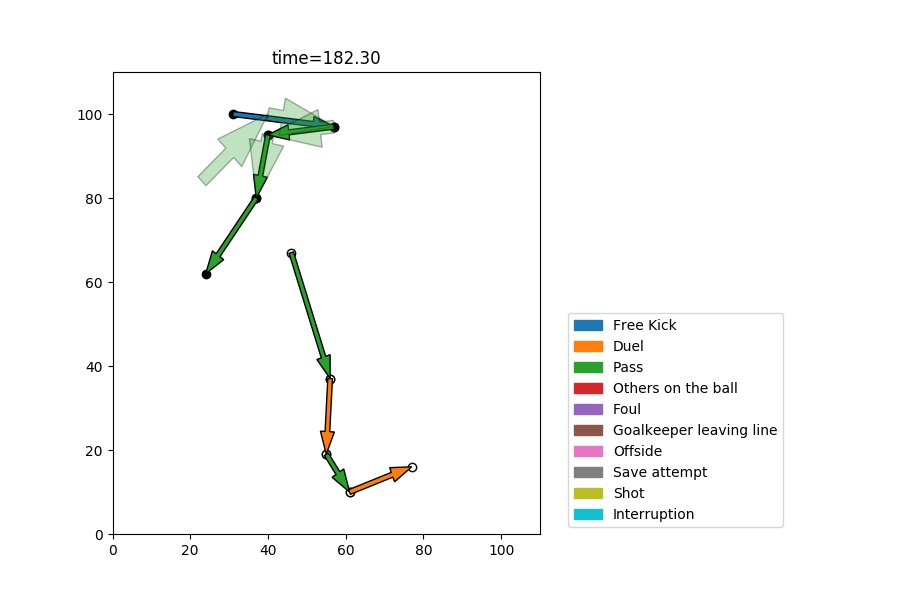 time=182.30
100
80
60
40
20
0
0 20 40 60 80 100
Free Kick
Duel
Pass
Others on the ball
Foul
Goalkeeper leaving line
Offside
Save attempt
Shot
Interruption